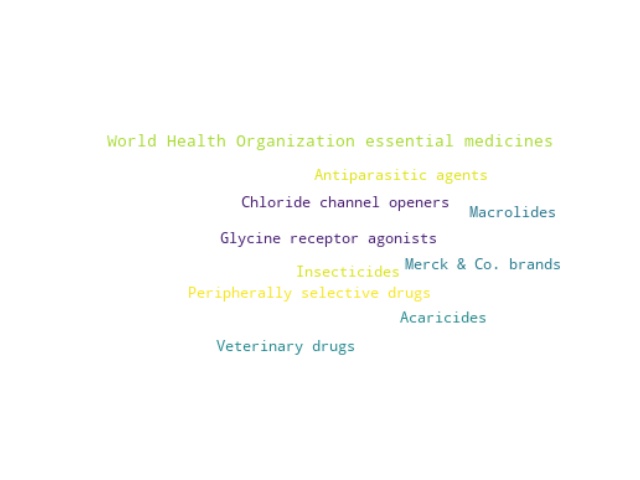 World Health Organization essential medicines
Antiparasitic agents
Chloride channel openers
Macrolides
Glycine receptor agonists
Merck & Co. brands
Insecticides
Peripherally selective drugs
Acaricides
Veterinary drugs